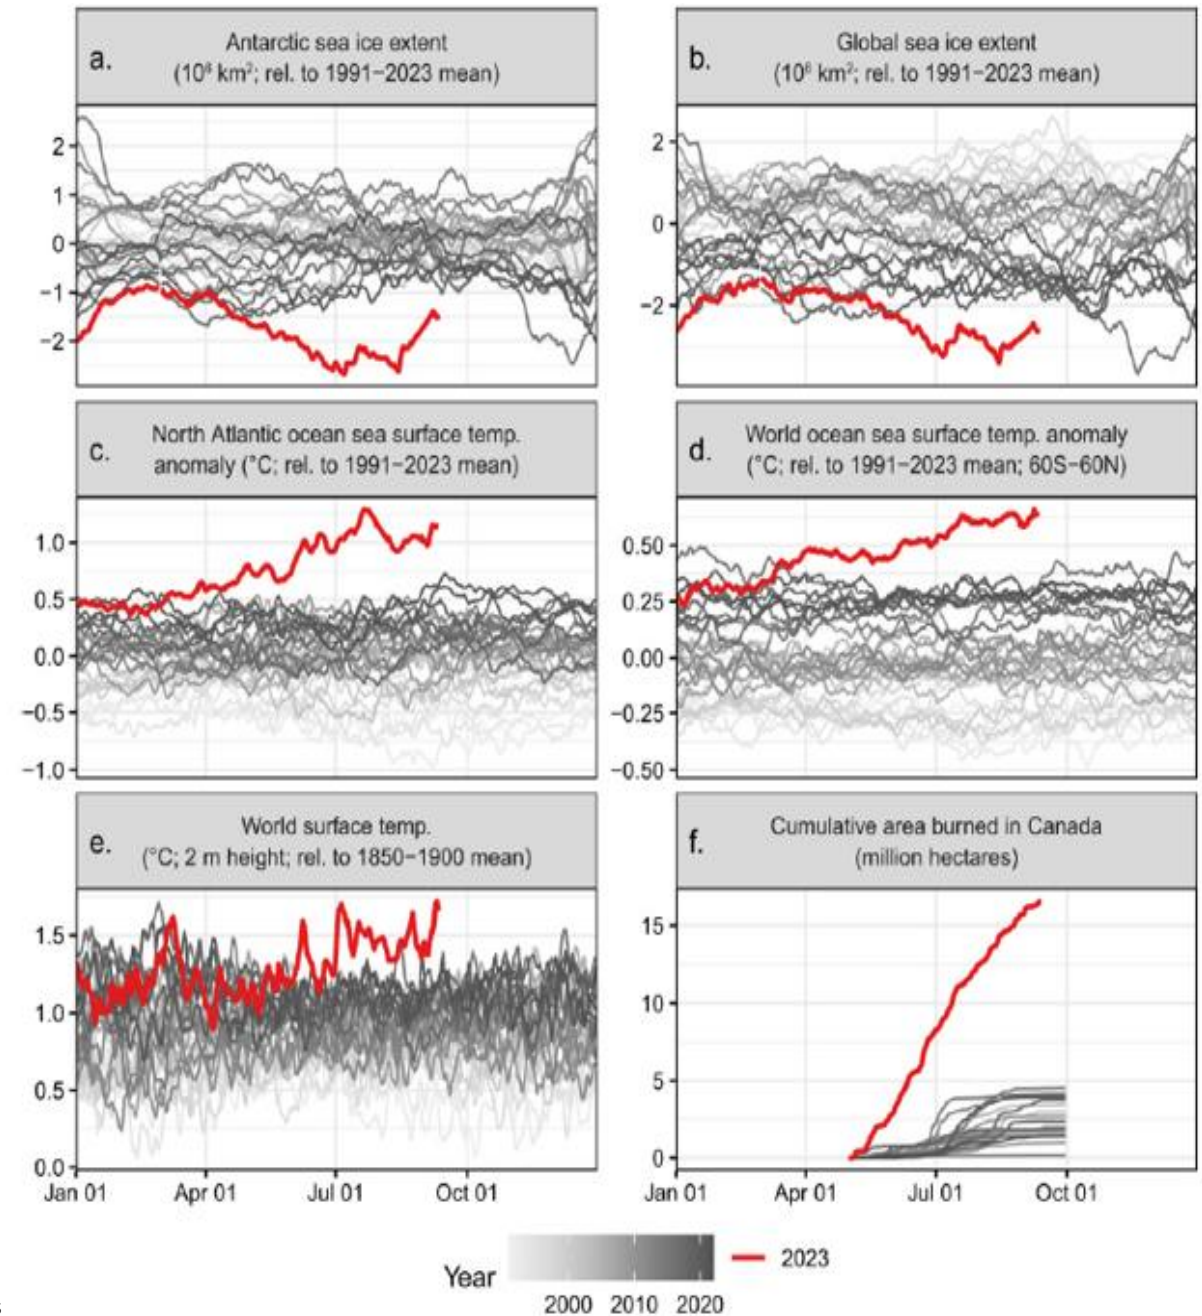 a.
Antarctic sea ice extent
(10⁶ km²; rel. to 1991−2023 mean)
b.
Global sea ice extent
(10⁶ km²; rel. to 1991−2023 mean)
2
1
0
−1
−2
2
0
−2
c.
North Atlantic ocean sea surface temp.
anomaly (°C; rel. to 1991−2023 mean)
d.
World ocean sea surface temp. anomaly
(°C; rel. to 1991−2023 mean; 60S−60N)
1.0
0.5
0.0
−0.5
−1.0
0.50
0.25
0.00
−0.25
−0.50
e.
World surface temp.
(°C; 2 m height; rel. to 1850−1900 mean)
f.
Cumulative area burned in Canada
(million hectares)
1.5
1.0
0.5
0.0
15
10
5
0
Jan 01 Apr 01 Jul 01 Oct 01
Jan 01 Apr 01 Jul 01 Oct 01
Year
2000 2010 2020
2023